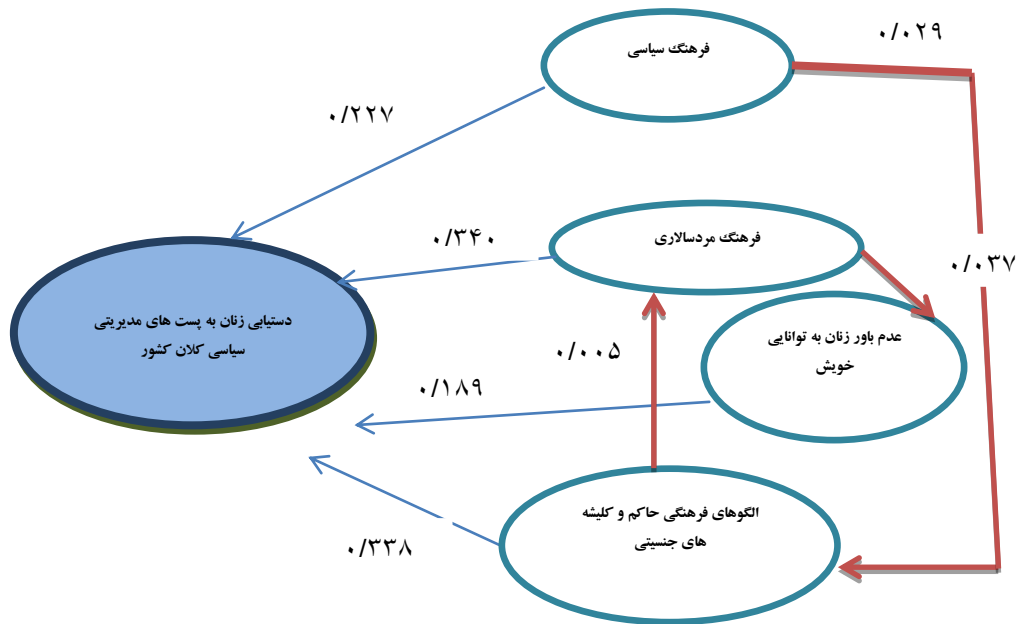 فرهنگ سیاسی
۰/۰۲۹
۰/۲۲۷
فرهنگ مردسالاری
۰/۳۴۰
۰/۰۳۷
دستیابی زنان به پست های مدیریتی
سیاسی کلان کشور
عدم باور زنان به توانایی
خویش
۰/۰۰۵
۰/۱۸۹
الگوهای فرهنگی حاکم و کلیشه
های جنسیتی
۰/۳۳۸